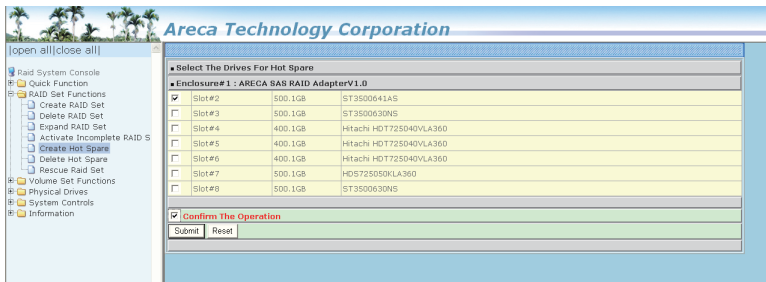 Areca Technology Corporation
|open all|close all|
Raid System Console
Quick Function
RAID Set Functions
Create RAID Set
Delete RAID Set
Expand RAID Set
Activate Incomplete RAID S
Create Hot Spare
Delete Hot Spare
Rescue Raid Set
Volume Set Functions
Physical Drives
System Controls
Information
Select The Drives For Hot Spare
Enclosure#1 : ARECA SAS RAID AdapterV1.0
Slot#2 500.1GB ST3500641AS
Slot#3 500.1GB ST3500630NS
Slot#4 400.1GB Hitachi HDT725040VLA360
Slot#5 400.1GB Hitachi HDT725040VLA360
Slot#6 400.1GB Hitachi HDT725040VLA360
Slot#7 500.1GB HDS725050KLA360
Slot#8 500.1GB ST3500630NS
Confirm The Operation
Submit Reset